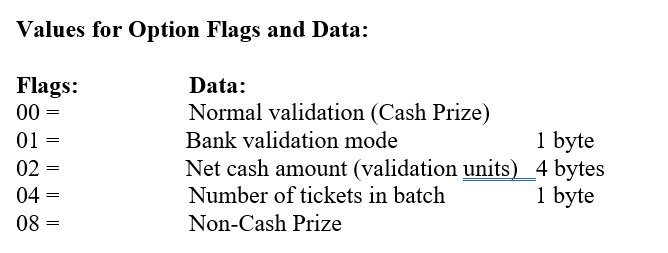 Values for Option Flags and Data:
Flags: Data:
00 = Normal validation (Cash Prize)
01 = Bank validation mode 1 byte
02 = Net cash amount (validation units) 4 bytes
04 = Number of tickets in batch 1 byte
08 = Non-Cash Prize